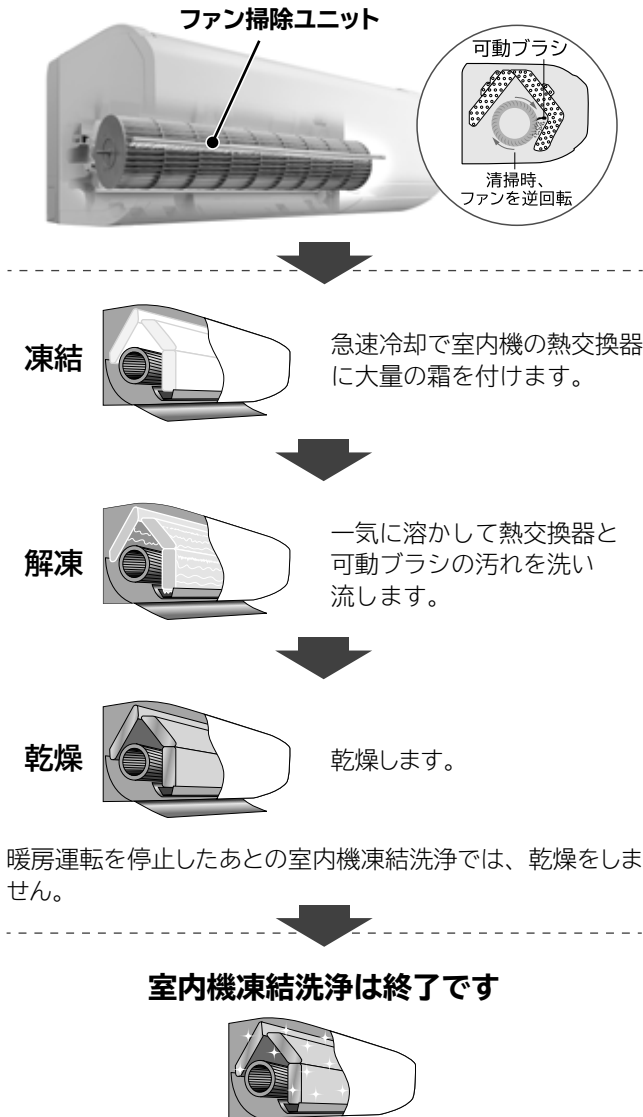 ファン掃除ユニット
可動ブラシ
清掃時、
ファンを逆回転
凍結
急速冷却で室内機の熱交換器
に大量の霜を付けます。
解凍
一気に溶かして熱交換器と
可動ブラシの汚れを洗い
流します。
乾燥
乾燥します。
暖房運転を停止したあとの室内機凍結洗浄では、乾燥をしま
せん。
室内機凍結洗浄は終了です